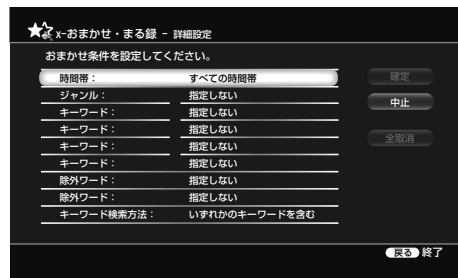 x-おまかせ・まる録 - 詳細設定
おまかせ条件を設定してください。
時間帯： すべての時間帯
ジャンル： 指定しない
キーワード： 指定しない
キーワード： 指定しない
キーワード： 指定しない
キーワード： 指定しない
除外ワード： 指定しない
除外ワード： 指定しない
キーワード検索方法： いずれかのキーワードを含む
確定
中止
全取消
戻る 終了